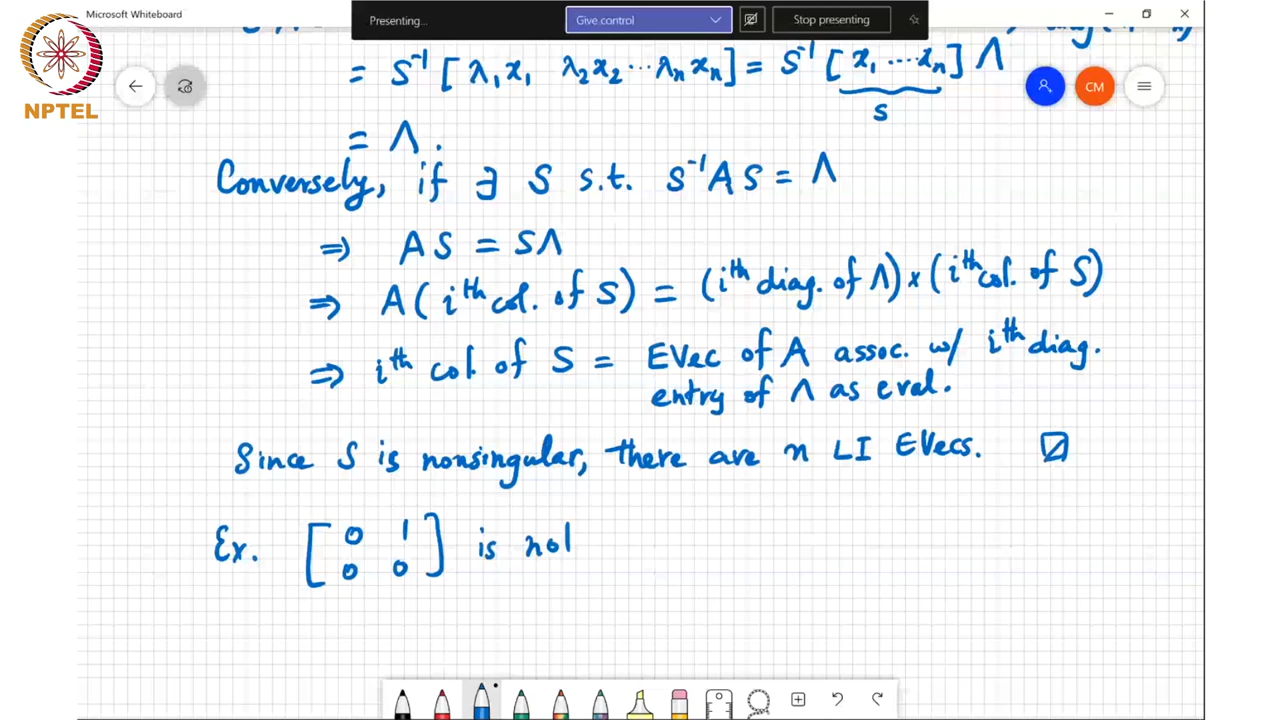 Microsoft Whiteboard
Presenting...
Give control
Stop presenting
NPTEL
CM
= S⁻¹ [ λ₁x₁ λ₂x₂ ... λₙxₙ ] = S⁻¹ [ x₁ ... xₙ ] Λ
S
= Λ .
Conversely, if ∃ S s.t. S⁻¹AS = Λ
⇒ AS = SΛ
⇒ A( iᵗʰ col. of S ) = (iᵗʰ diag. of Λ) × (iᵗʰ col. of S)
⇒ iᵗʰ col. of S = EVec of A assoc. w/ iᵗʰ diag.
entry of Λ as eval.
Since S is nonsingular, there are n LI EVecs.
Ex. [ 0 1
0 0 ] is not